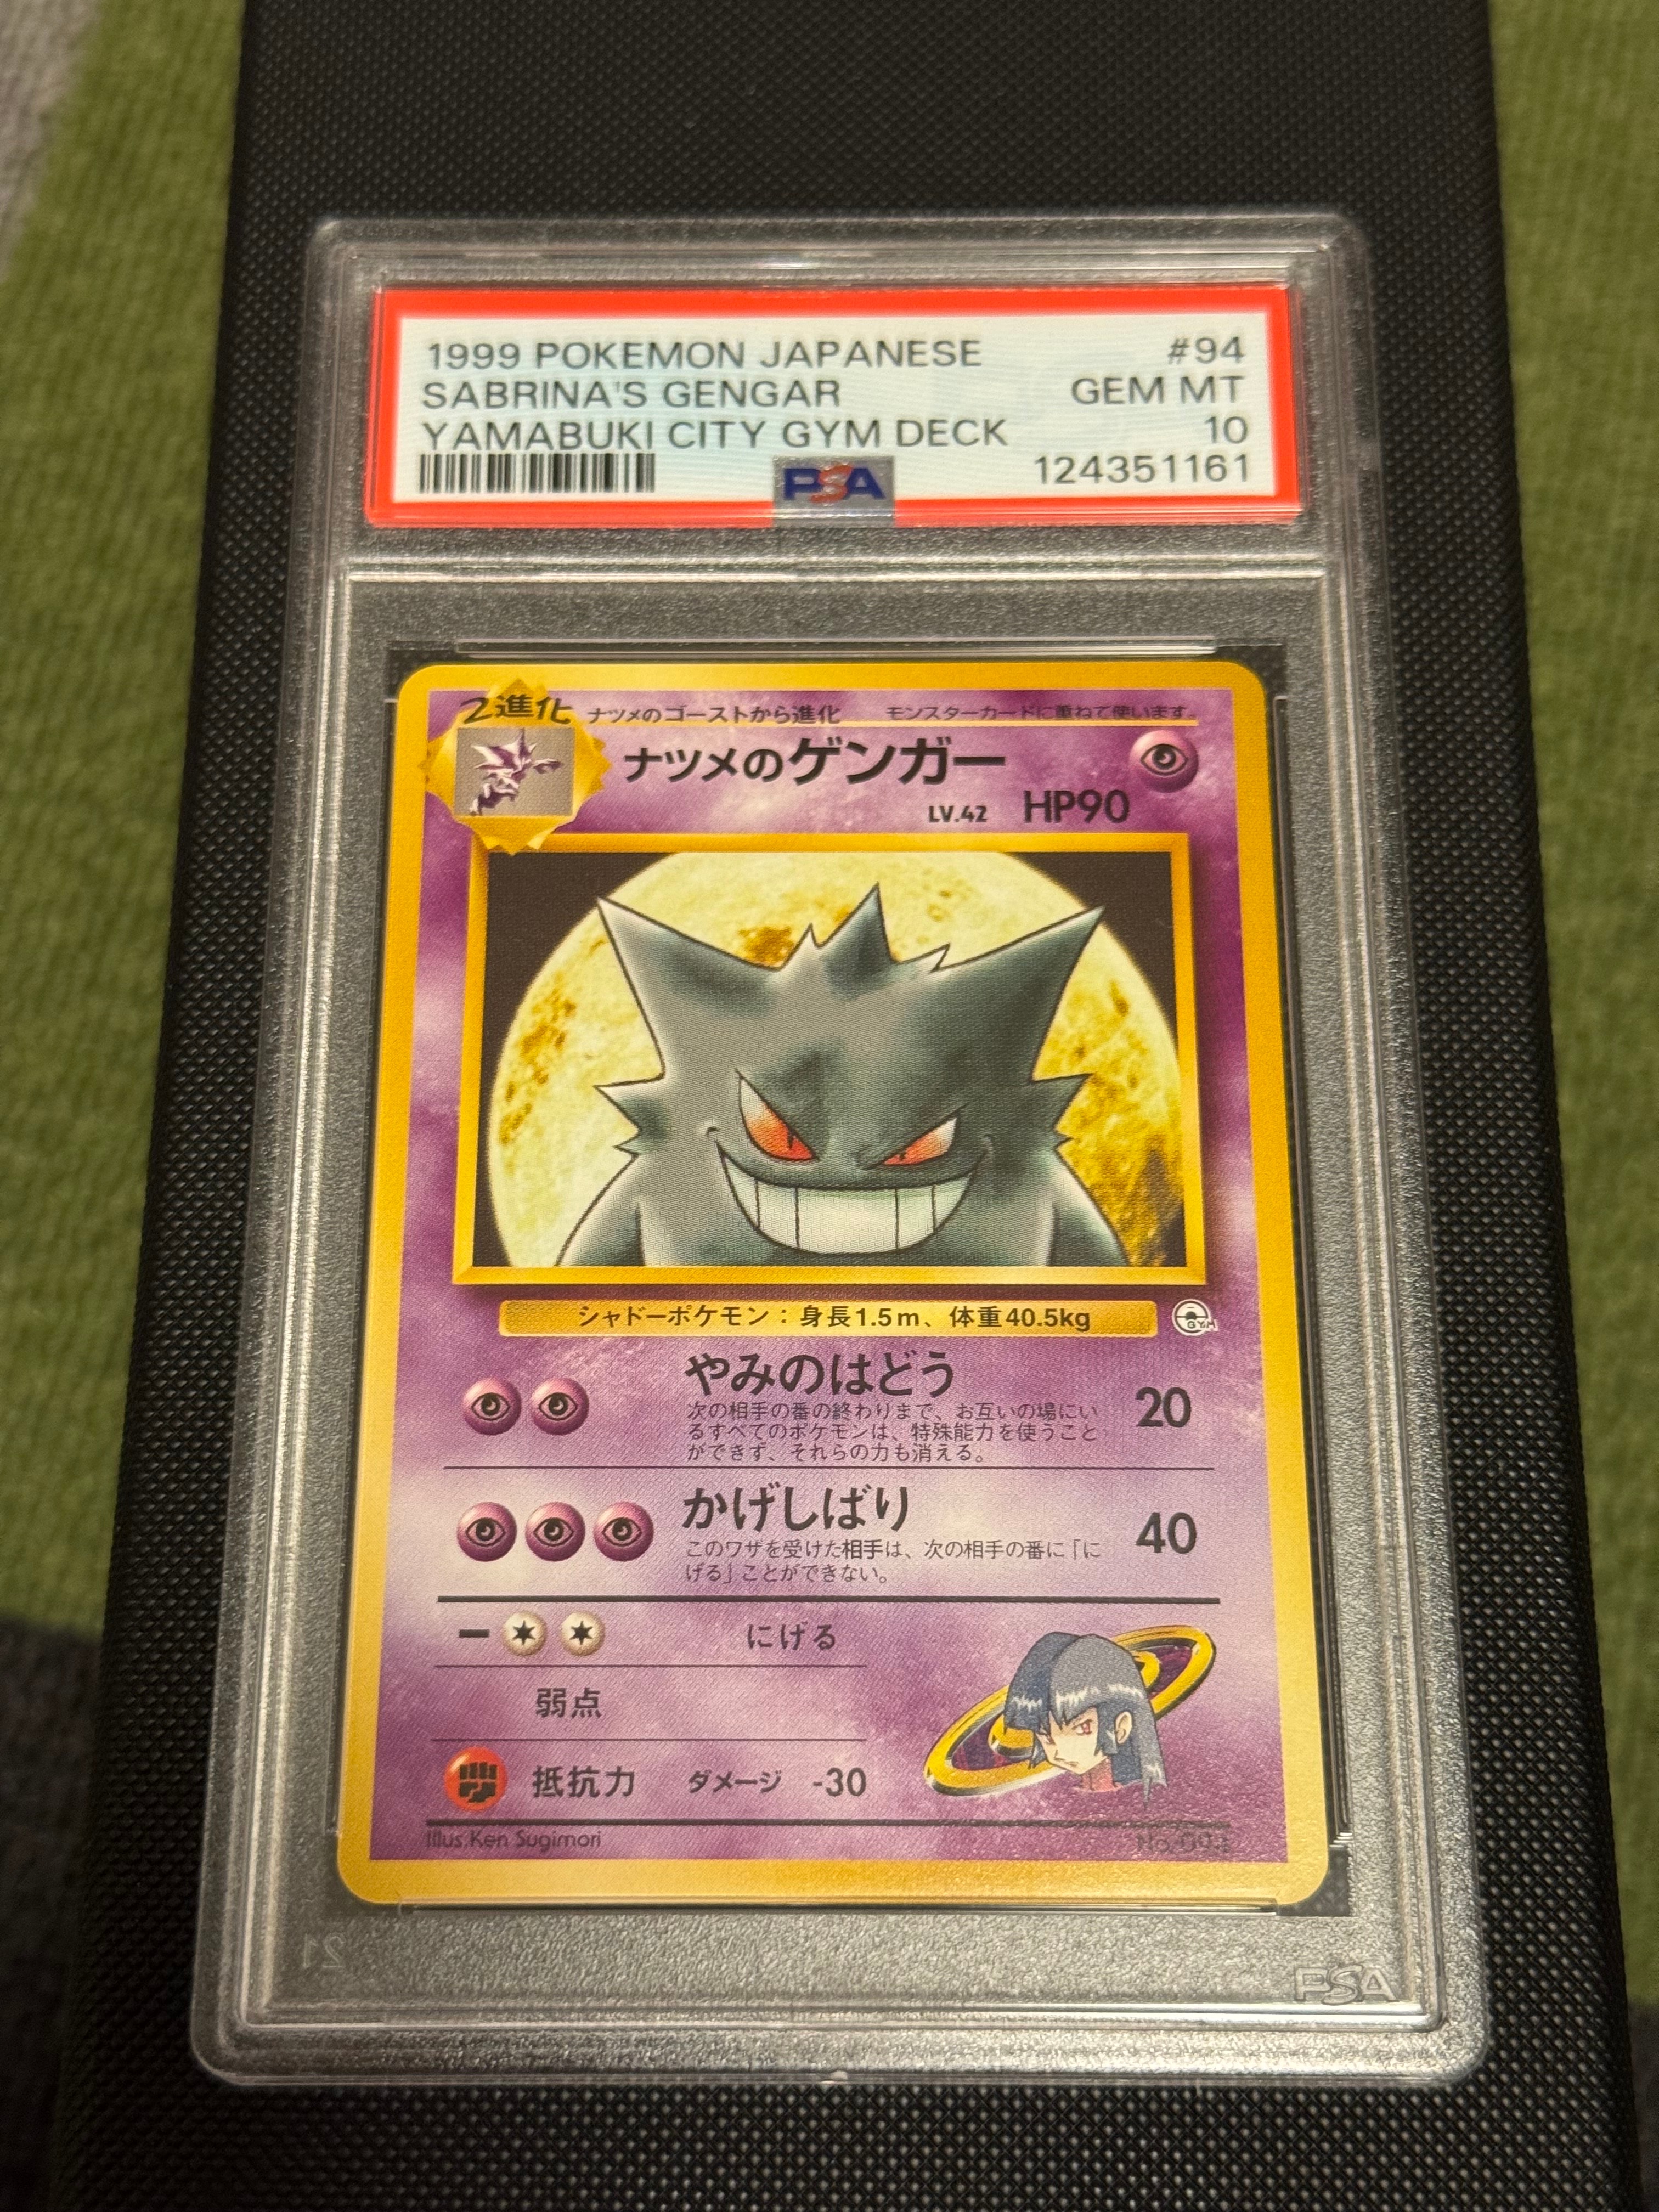 1999 POKEMON JAPANESE #94
SABRINA'S GENGAR GEM MT
YAMABUKI CITY GYM DECK 10
PSA 124351161
2進化 ナツメのゴーストから進化 モンスターカードに重ねて使います。
ナツメのゲンガー
LV.42 HP90
シャドーポケモン：身長1.5m、体重40.5kg
GYM
やみのはどう 20
次の相手の番の終わりまで、お互いの場にい
るすべてのポケモンは、特殊能力を使うこと
ができず、それらの力も消える。
かげしばり 40
このワザを受けた相手は、次の相手の番に「に
げる」ことができない。
にげる
弱点
抵抗力 ダメージ -30
Illus.Ken Sugimori No.094
21 PSA